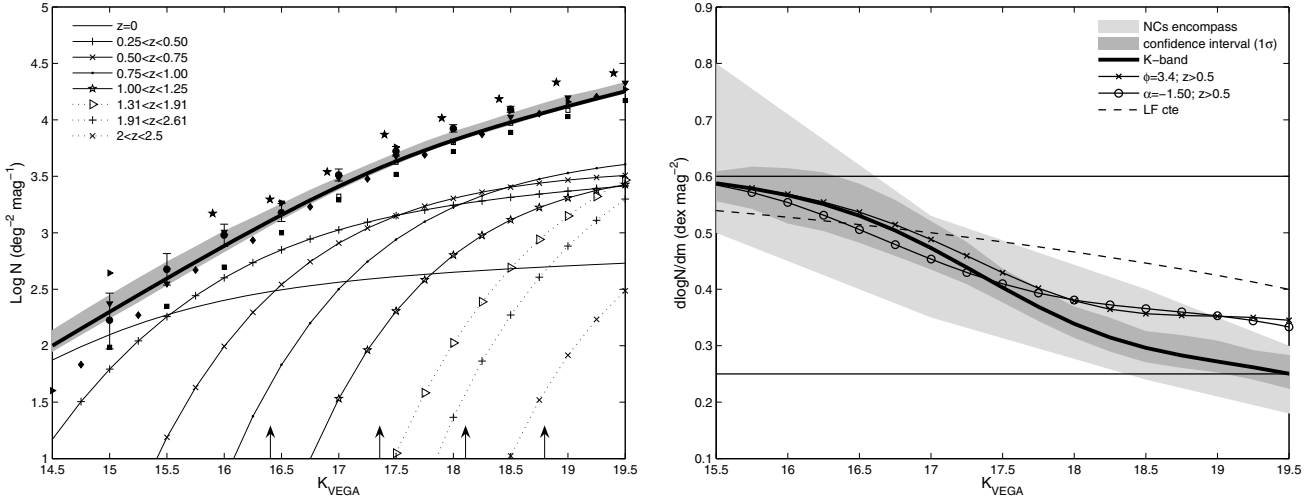 5
4.5
4
3.5
3
2.5
2
1.5
1
Log N (deg⁻² mag⁻¹)
z=0
0.25<z<0.50
0.50<z<0.75
0.75<z<1.00
1.00<z<1.25
1.31<z<1.91
1.91<z<2.61
2<z<2.5
14.5 15 15.5 16 16.5 17 17.5 18 18.5 19 19.5
K_VEGA
0.9
0.8
0.7
0.6
0.5
0.4
0.3
0.2
0.1
dlogN/dm (dex mag⁻²)
NCs encompass
confidence interval (1σ)
K-band
ϕ=3.4; z>0.5
α=−1.50; z>0.5
LF cte
15.5 16 16.5 17 17.5 18 18.5 19 19.5
K_VEGA